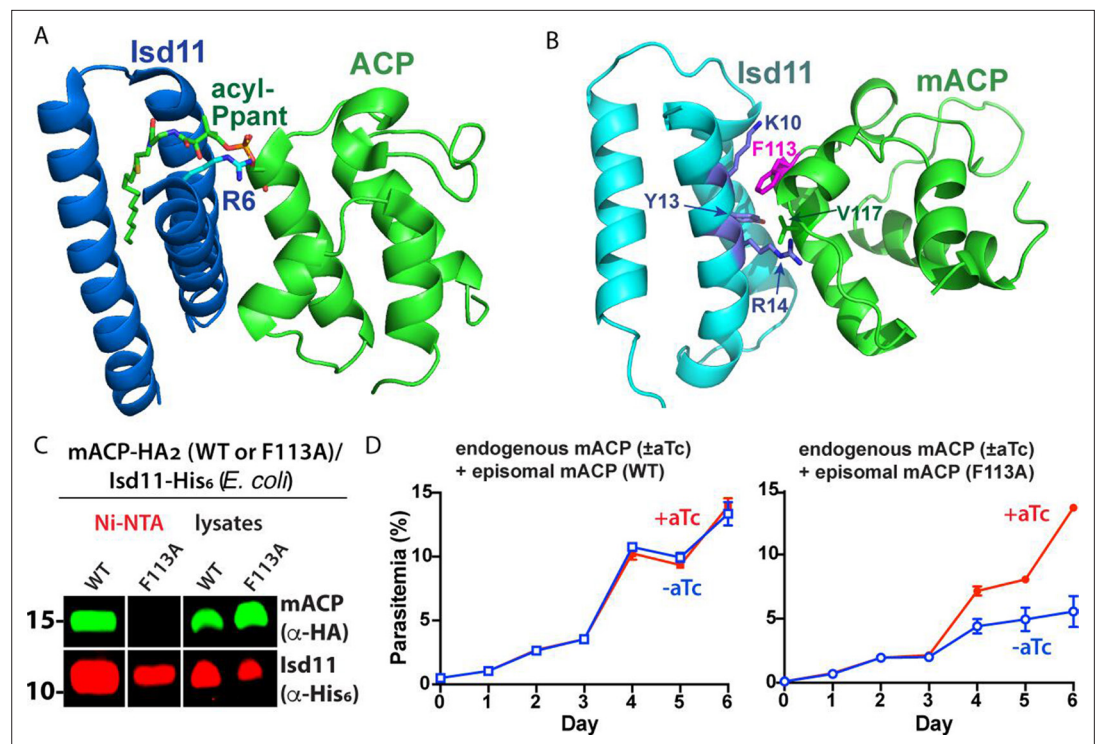 A
Isd11
acyl-
Ppant
ACP
R6
B
Isd11
mACP
K10
F113
Y13
V117
R14
C
mACP-HA2 (WT or F113A)/
Isd11-His6 (E. coli)
Ni-NTA lysates
WT F113A WT F113A
15
mACP
(α-HA)
10
Isd11
(α-His6)
D
endogenous mACP (±aTc)
+ episomal mACP (WT)
Parasitemia (%)
15
10
5
0
+aTc
-aTc
0 1 2 3 4 5 6
Day
endogenous mACP (±aTc)
+ episomal mACP (F113A)
15
10
5
0
+aTc
-aTc
0 1 2 3 4 5 6
Day